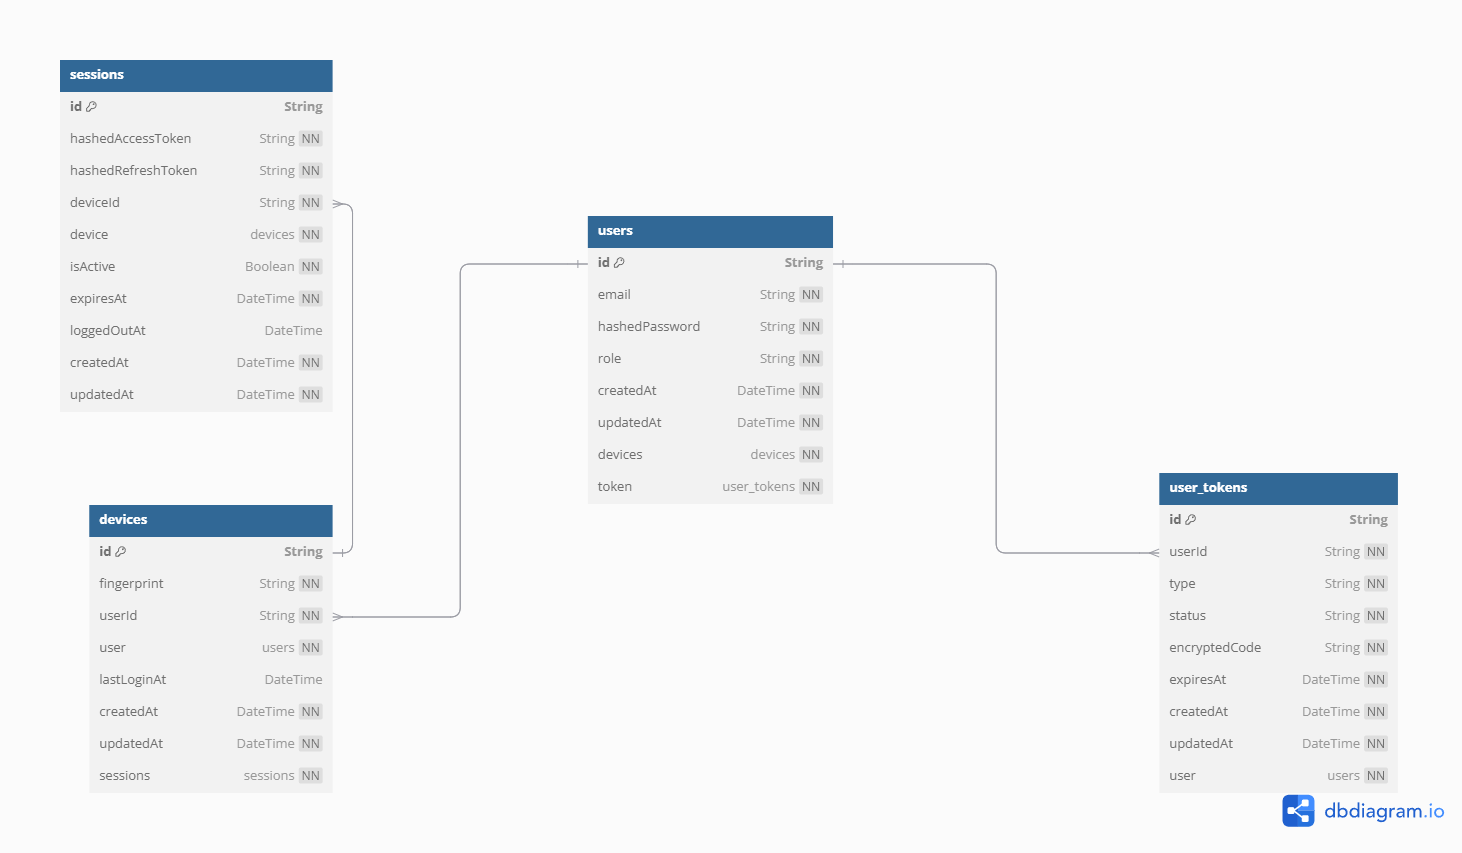 sessions
id String
hashedAccessToken String NN
hashedRefreshToken String NN
deviceId String NN
device devices NN
isActive Boolean NN
expiresAt DateTime NN
loggedOutAt DateTime
createdAt DateTime NN
updatedAt DateTime NN
devices
id String
fingerprint String NN
userId String NN
user users NN
lastLoginAt DateTime
createdAt DateTime NN
updatedAt DateTime NN
sessions sessions NN
users
id String
email String NN
hashedPassword String NN
role String NN
createdAt DateTime NN
updatedAt DateTime NN
devices devices NN
token user_tokens NN
user_tokens
id String
userId String NN
type String NN
status String NN
encryptedCode String NN
expiresAt DateTime NN
createdAt DateTime NN
updatedAt DateTime NN
user users NN
dbdiagram.io